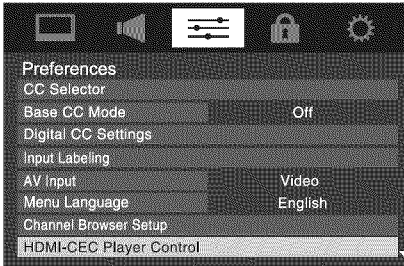 Preferences
CC Selector
Base CC Mode Off
Digital CC Settings
Input Labeling
AV Input Video
Menu Language English
Channel Browser Setup
HDMI-CEC Player Control